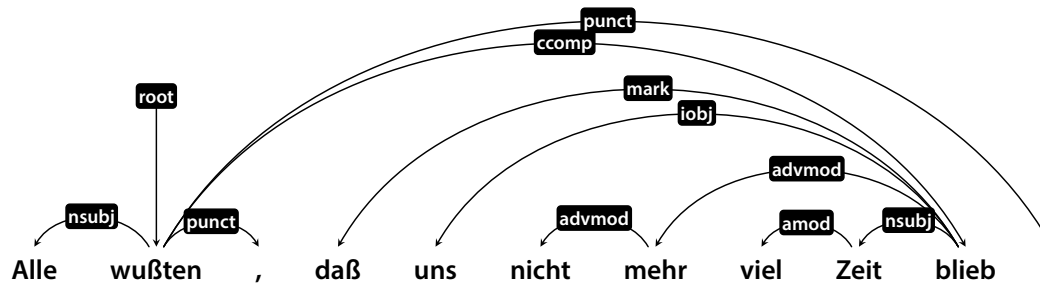 punct
ccomp
root
mark
iobj
advmod
nsubj punct advmod amod nsubj
Alle wußten , daß uns nicht mehr viel Zeit blieb